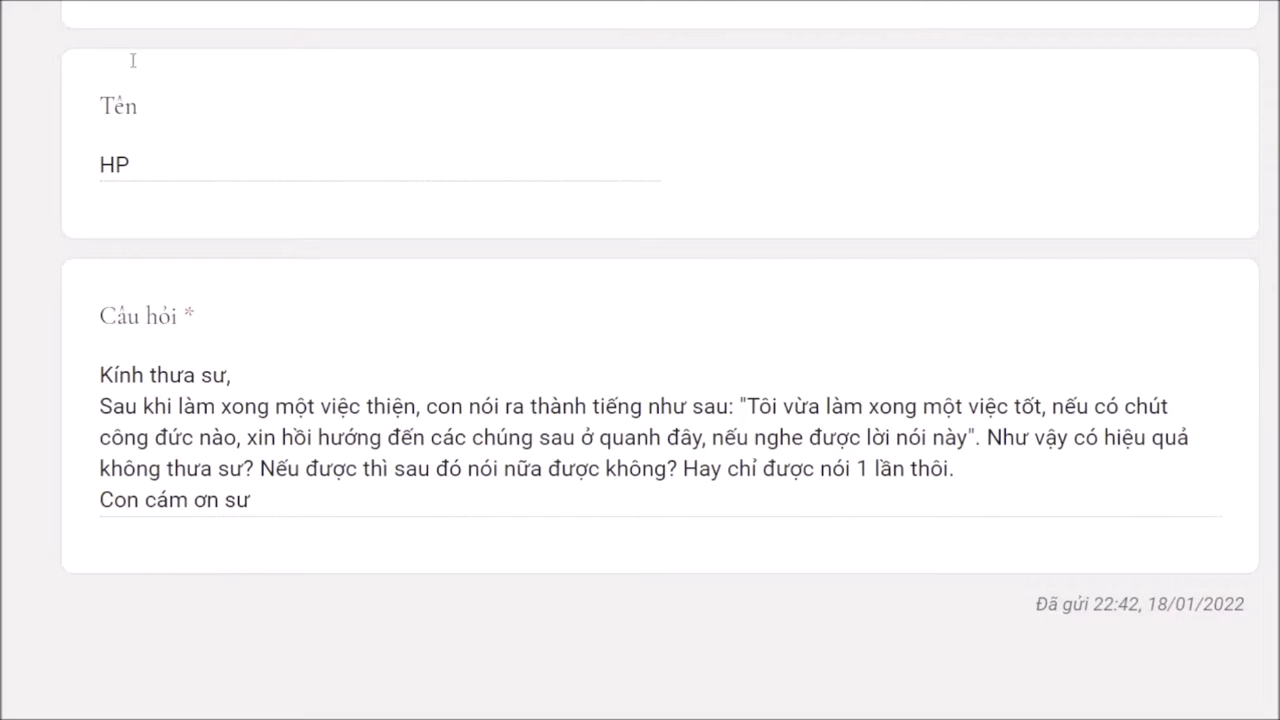 Tên
HP
Câu hỏi *
Kính thưa sư,
Sau khi làm xong một việc thiện, con nói ra thành tiếng như sau: "Tôi vừa làm xong một việc tốt, nếu có chút
công đức nào, xin hồi hướng đến các chúng sau ở quanh đây, nếu nghe được lời nói này". Như vậy có hiệu quả
không thưa sư? Nếu được thì sau đó nói nữa được không? Hay chỉ được nói 1 lần thôi.
Con cám ơn sư
Đã gửi 22:42, 18/01/2022